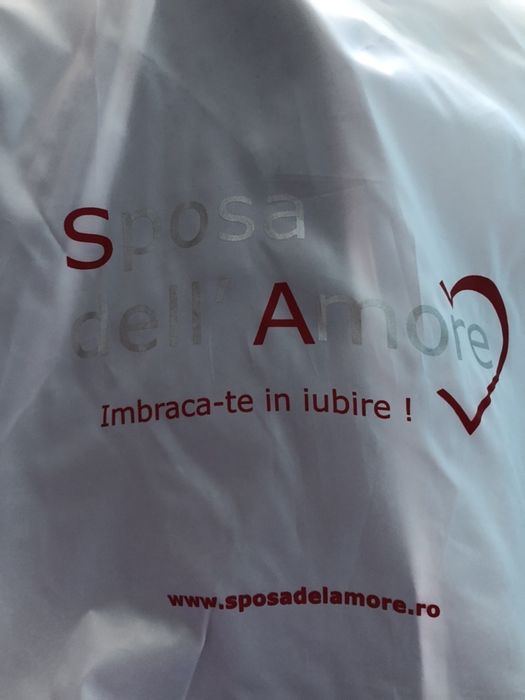 Sposa
dell' Amore
Imbraca-te in iubire !
www.sposadelamore.ro